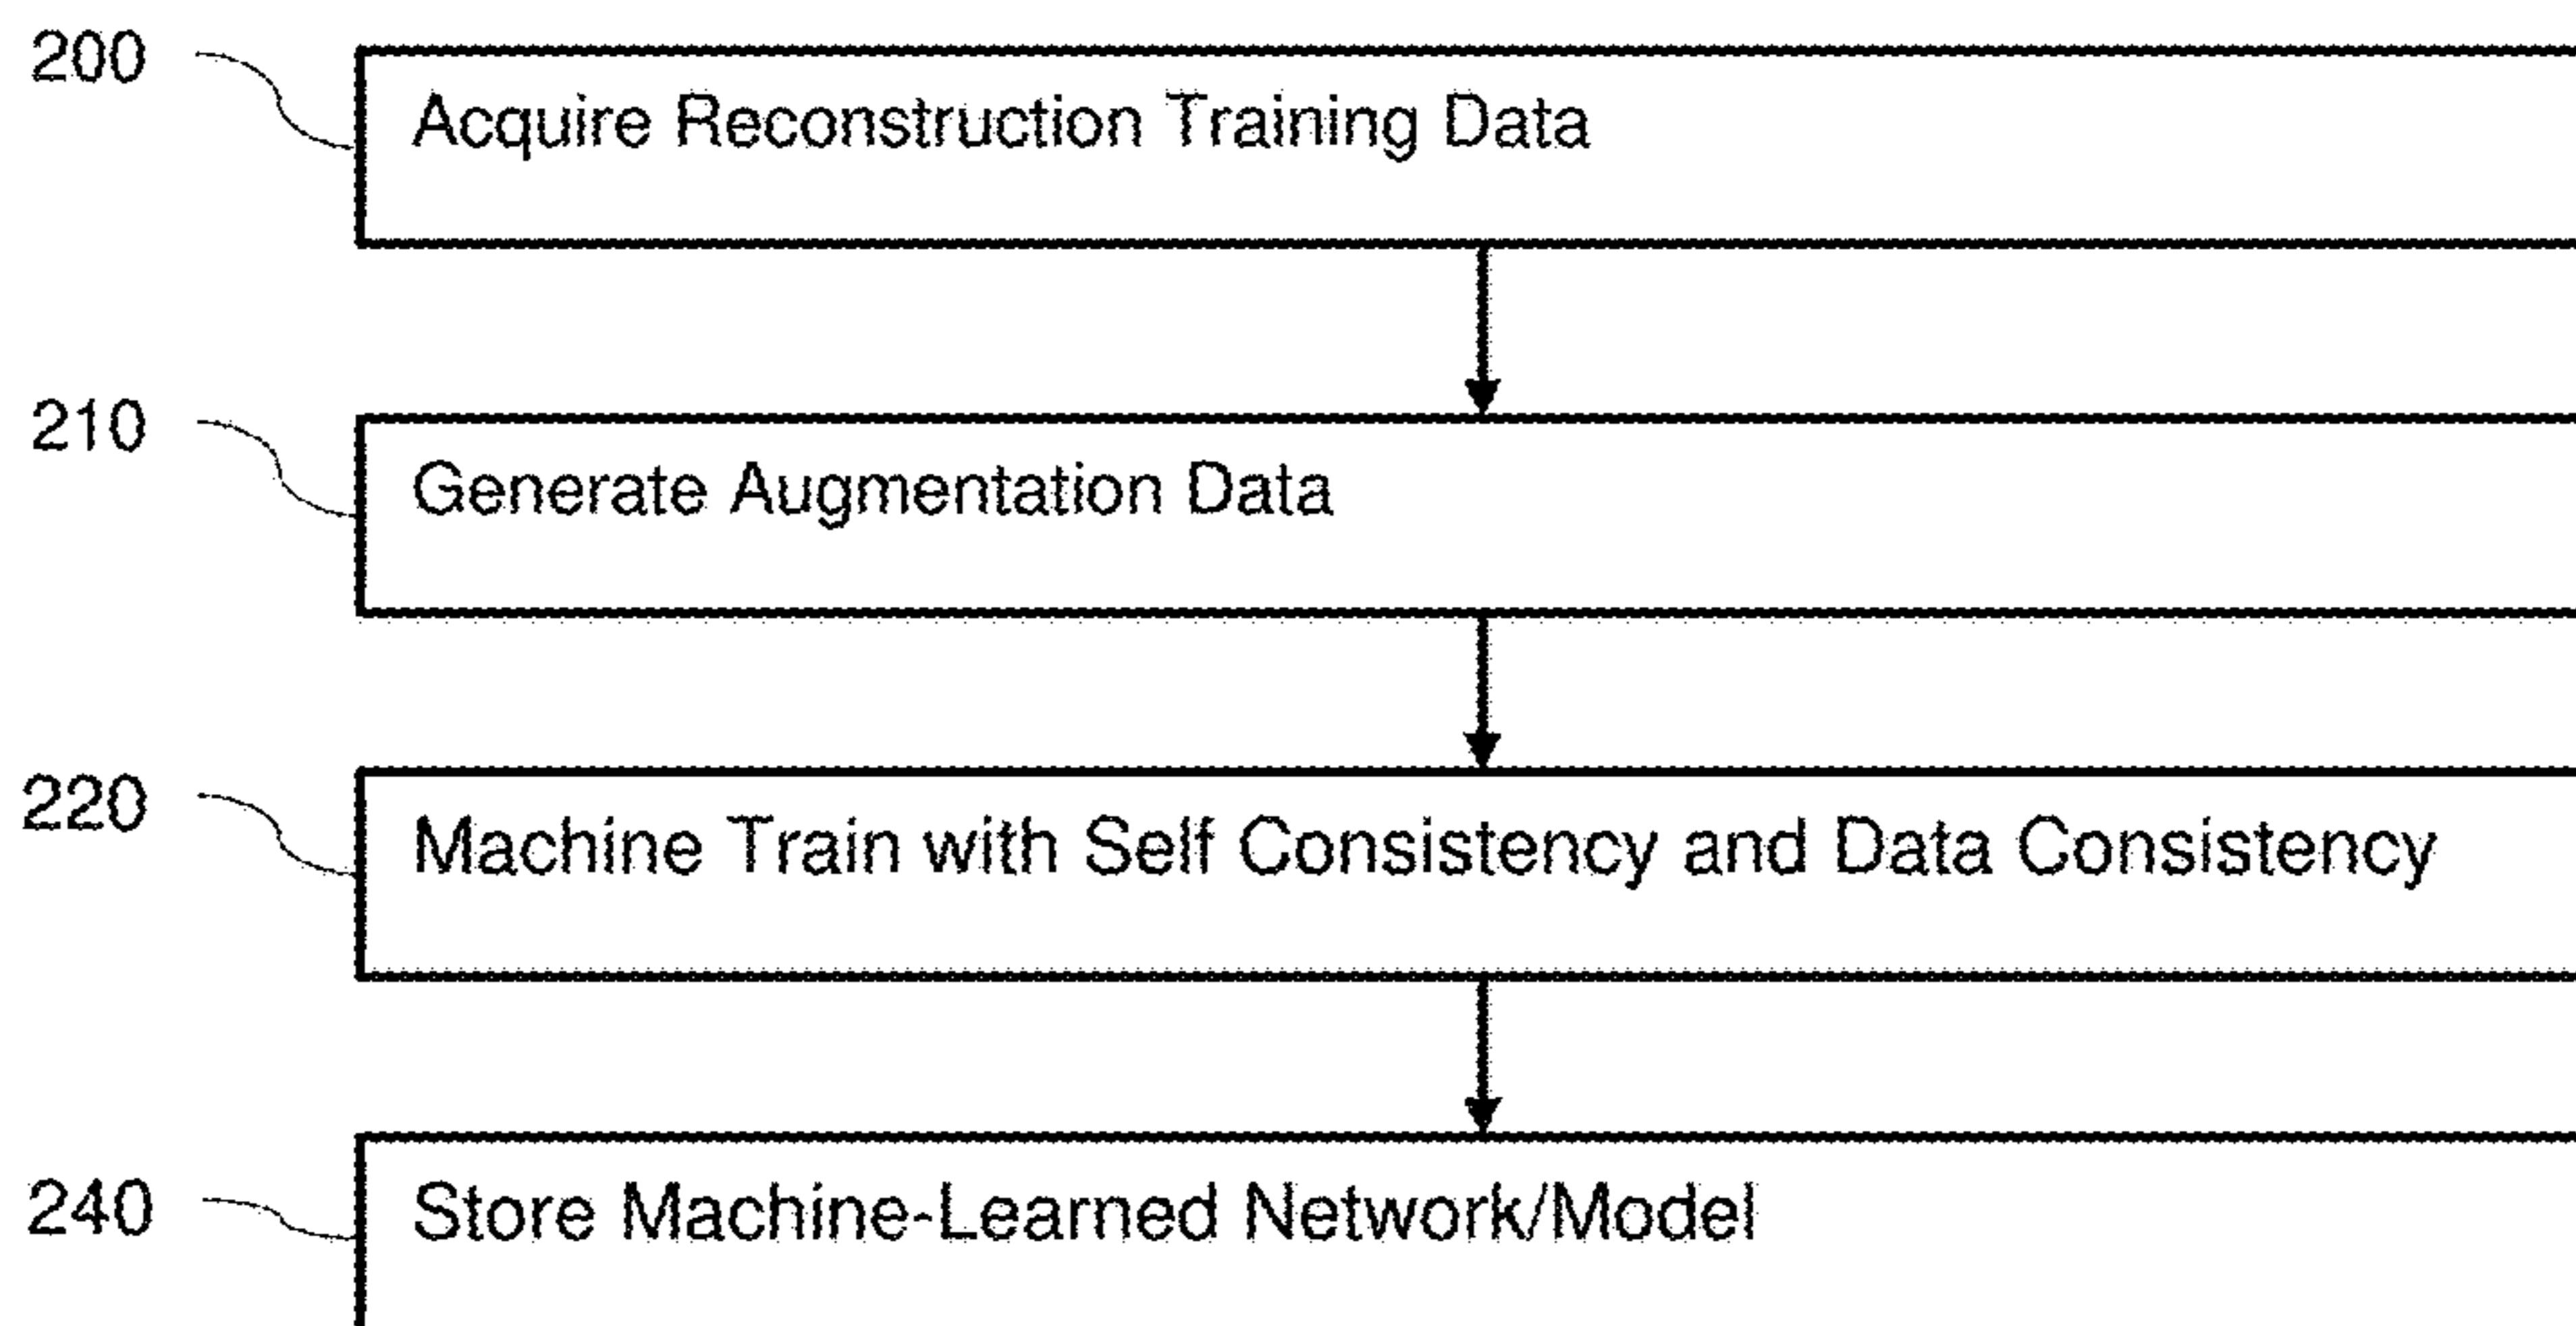 200
Acquire Reconstruction Training Data
210
Generate Augmentation Data
220
Machine Train with Self Consistency and Data Consistency
240
Store Machine-Learned Network/Model